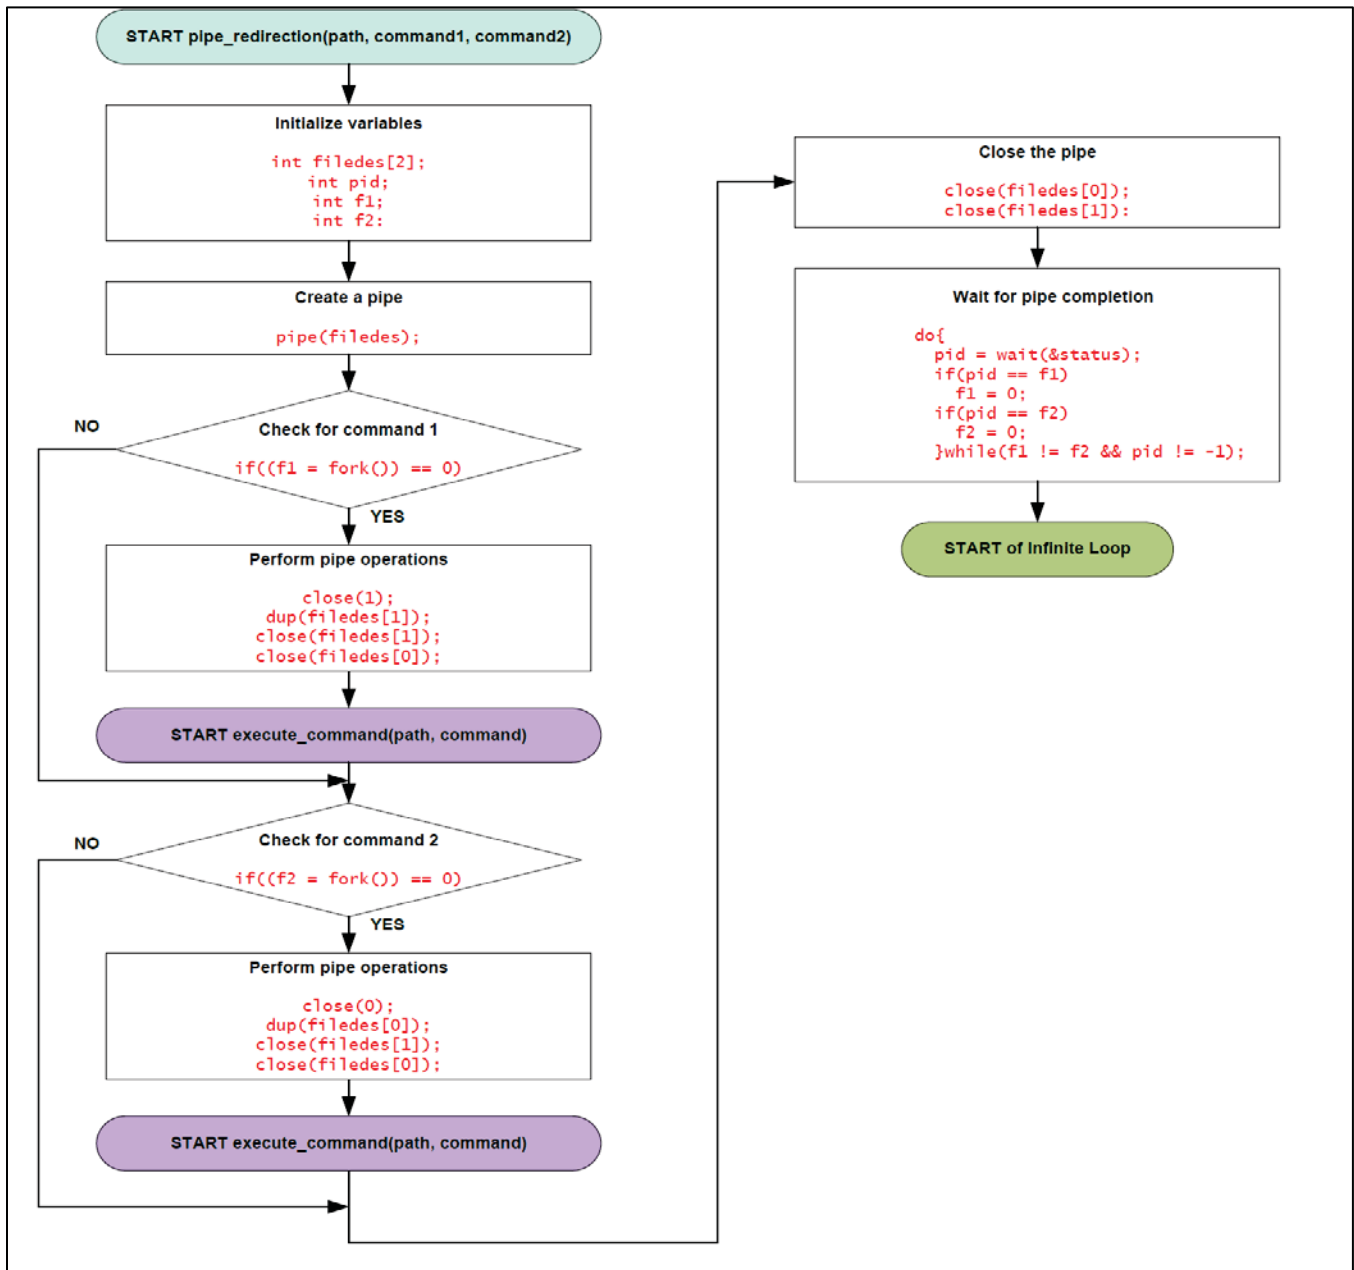 START pipe_redirection(path, command1, command2)
Initialize variables
int filedes[2];
int pid;
int f1;
int f2:
Create a pipe
pipe(filedes);
NO
Check for command 1
if((f1 = fork()) == 0)
YES
Perform pipe operations
close(1);
dup(filedes[1]);
close(filedes[1]);
close(filedes[0]);
START execute_command(path, command)
NO
Check for command 2
if((f2 = fork()) == 0)
YES
Perform pipe operations
close(0);
dup(filedes[0]);
close(filedes[1]);
close(filedes[0]);
START execute_command(path, command)
Close the pipe
close(filedes[0]);
close(filedes[1]):
Wait for pipe completion
do{
pid = wait(&status);
if(pid == f1)
f1 = 0;
if(pid == f2)
f2 = 0;
}while(f1 != f2 && pid != -1);
START of Infinite Loop